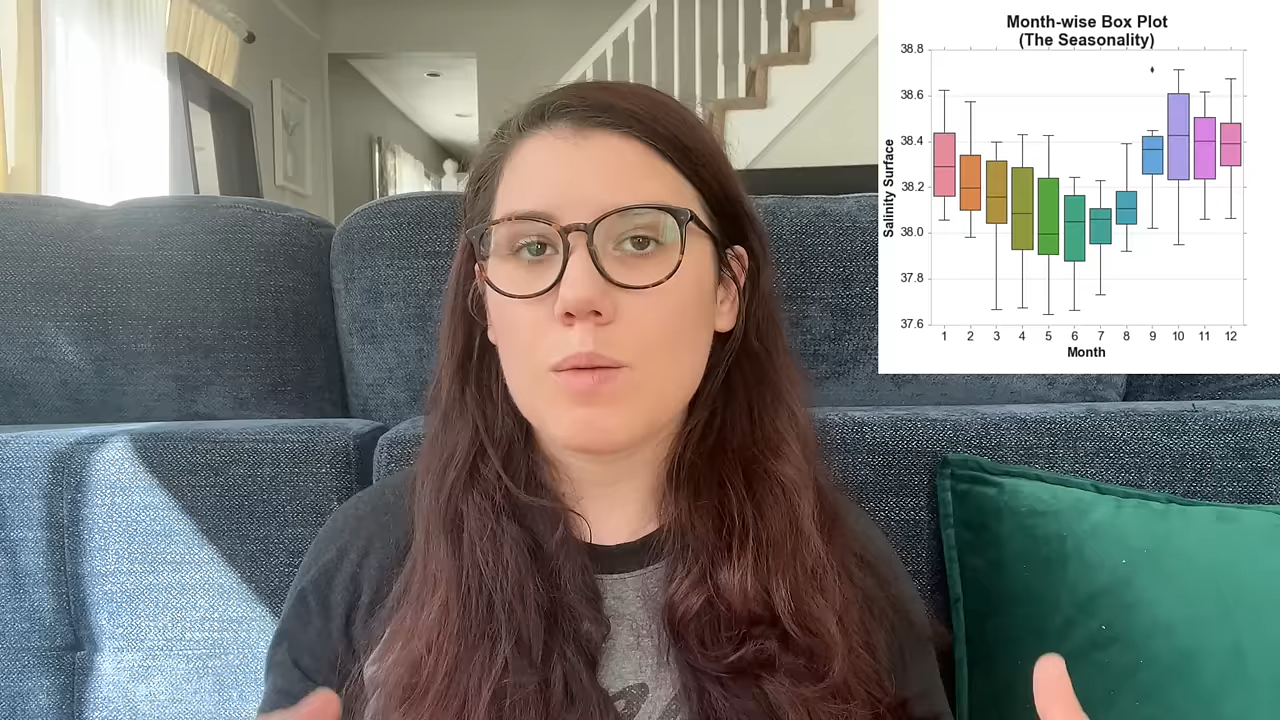 Month-wise Box Plot
(The Seasonality)
38.8
38.6
38.4
38.2
38.0
37.8
37.6
Salinity Surface
1 2 3 4 5 6 7 8 9 10 11 12
Month